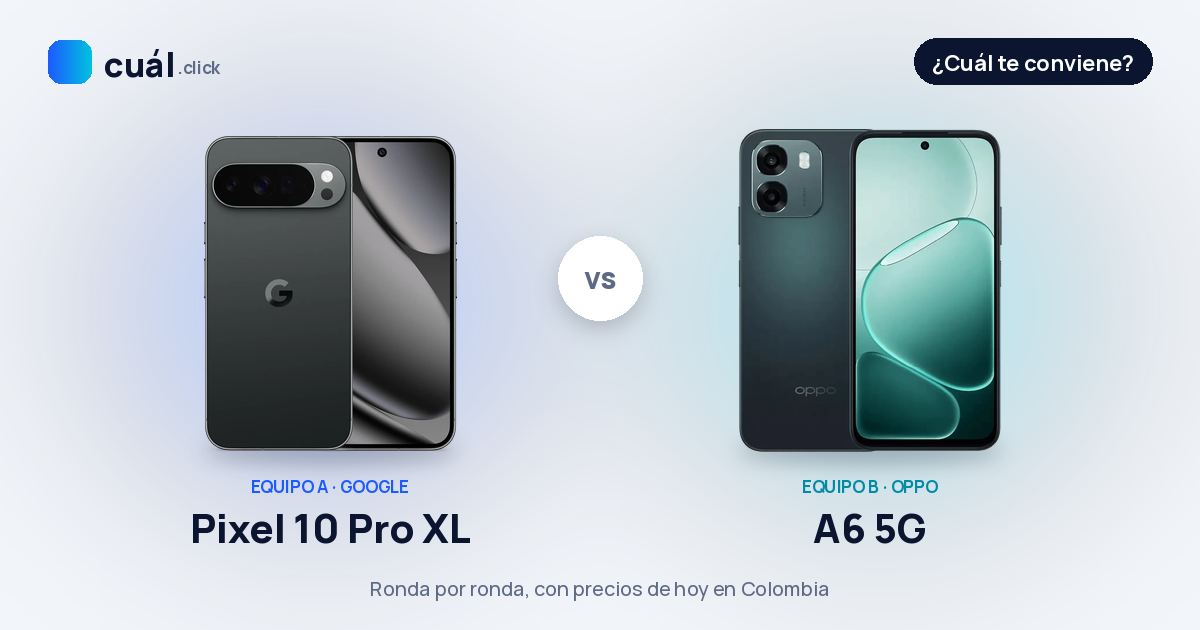 cuál.click
¿Cuál te conviene?
VS
oppo
EQUIPO A · GOOGLE
EQUIPO B · OPPO
Pixel 10 Pro XL
A6 5G
Ronda por ronda, con precios de hoy en Colombia